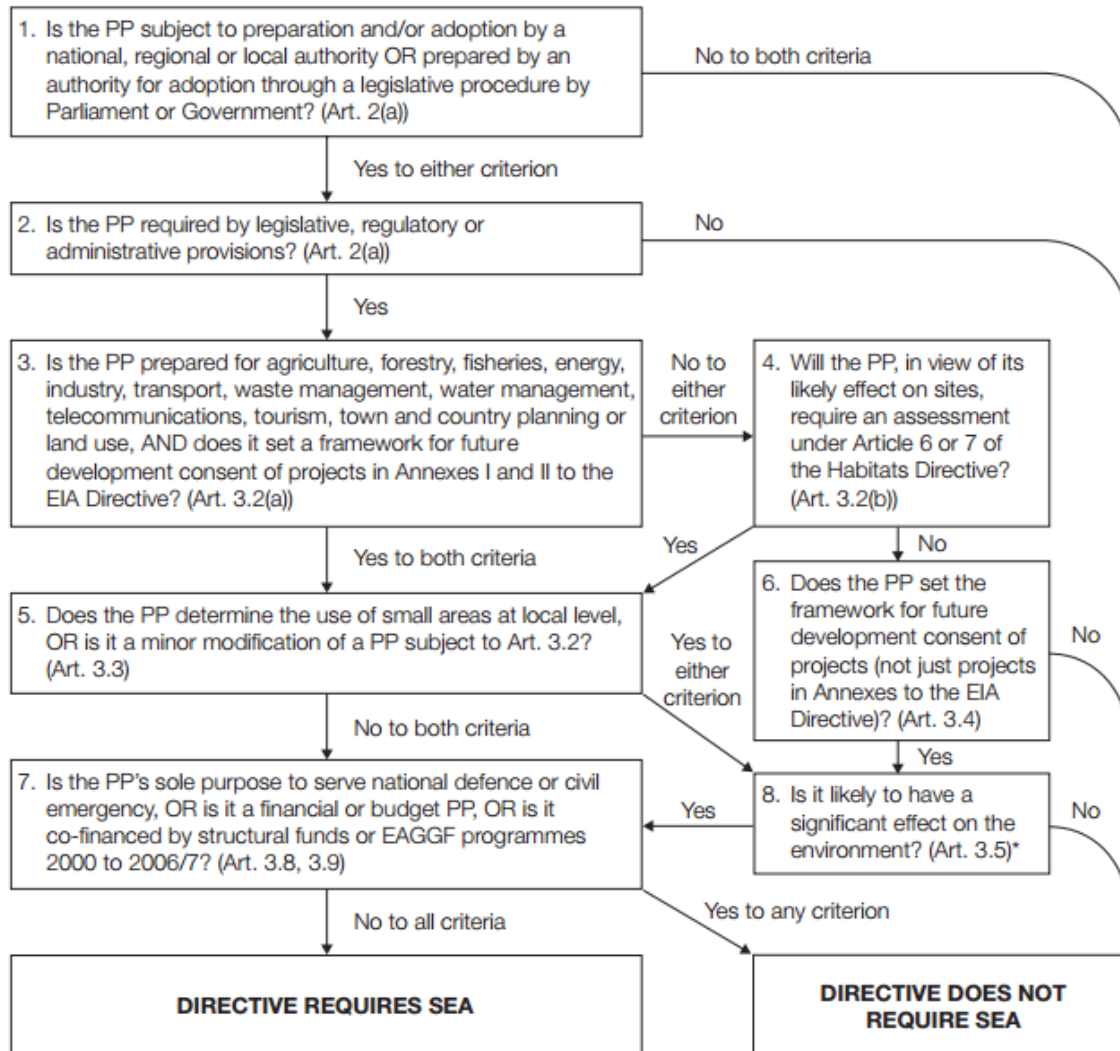 1. Is the PP subject to preparation and/or adoption by a
national, regional or local authority OR prepared by an
authority for adoption through a legislative procedure by
Parliament or Government? (Art. 2(a))
No to both criteria
Yes to either criterion
2. Is the PP required by legislative, regulatory or
administrative provisions? (Art. 2(a))
No
Yes
3. Is the PP prepared for agriculture, forestry, fisheries, energy,
industry, transport, waste management, water management,
telecommunications, tourism, town and country planning or
land use, AND does it set a framework for future
development consent of projects in Annexes I and II to the
EIA Directive? (Art. 3.2(a))
No to
either
criterion
4. Will the PP, in view of its
likely effect on sites,
require an assessment
under Article 6 or 7 of
the Habitats Directive?
(Art. 3.2(b))
Yes to both criteria
Yes
No
5. Does the PP determine the use of small areas at local level,
OR is it a minor modification of a PP subject to Art. 3.2?
(Art. 3.3)
Yes to
either
criterion
6. Does the PP set the
framework for future
development consent of
projects (not just projects
in Annexes to the EIA
Directive)? (Art. 3.4)
No
No to both criteria
Yes
7. Is the PP's sole purpose to serve national defence or civil
emergency, OR is it a financial or budget PP, OR is it
co-financed by structural funds or EAGGF programmes
2000 to 2006/7? (Art. 3.8, 3.9)
Yes
8. Is it likely to have a
significant effect on the
environment? (Art. 3.5)*
No
No to all criteria
Yes to any criterion
DIRECTIVE REQUIRES SEA
DIRECTIVE DOES NOT
REQUIRE SEA